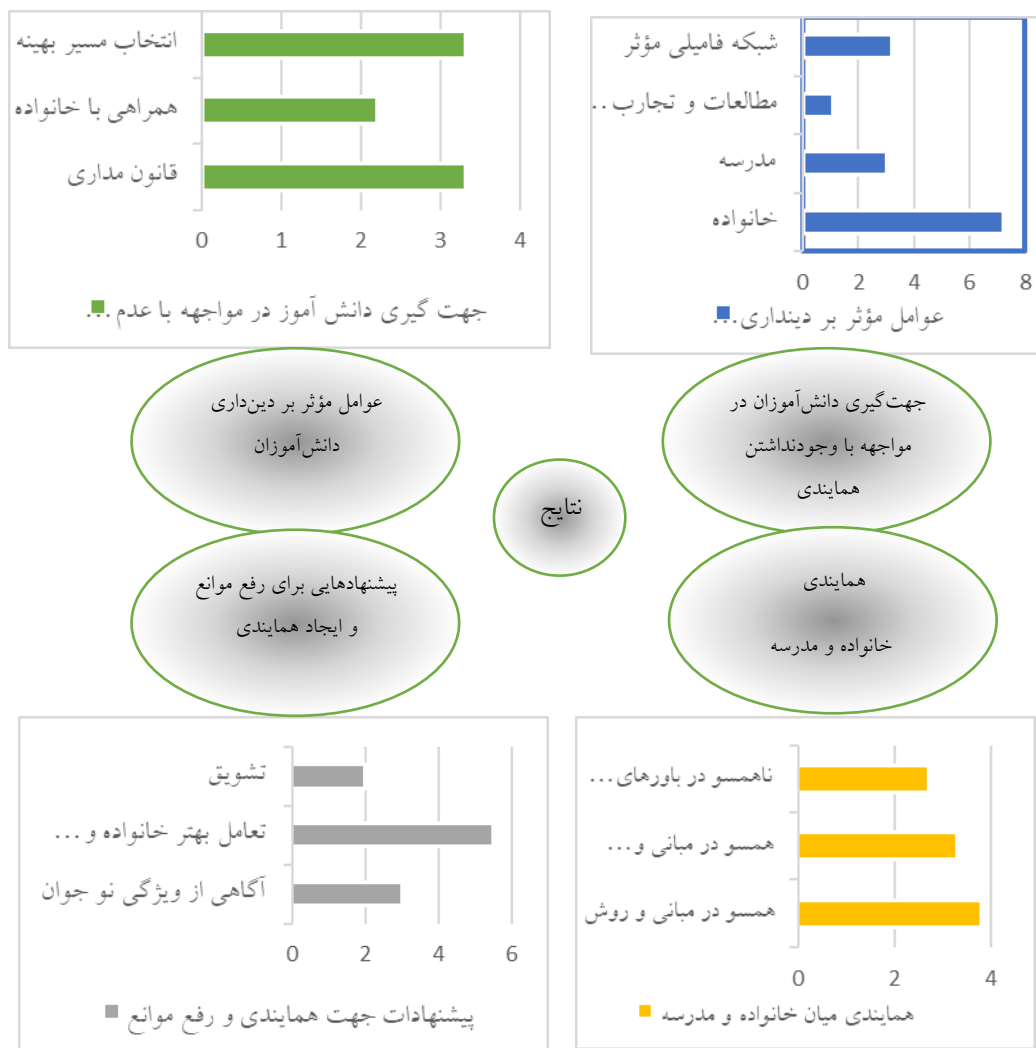 شبکه فامیلی مؤثر
مطالعات و تجارب ...
مدرسه
خانواده
0 2 4 6 8
عوامل مؤثر بر دینداری...
انتخاب مسیر بهینه
همراهی با خانواده
قانون مداری
0 1 2 3 4
جهت گیری دانش آموز در مواجهه با عدم ...
جهت‌گیری دانش‌آموزان در
مواجهه با وجودنداشتن
همایندی
عوامل مؤثر بر دین‌داری
دانش‌آموزان
نتایج
همایندی
خانواده و مدرسه
پیشنهادهایی برای رفع موانع
و ایجاد همایندی
ناهمسو در باورهای...
همسو در مبانی و...
همسو در مبانی و روش
0 2 4
همایندی میان خانواده و مدرسه
تشویق
تعامل بهتر خانواده و ...
آگاهی از ویژگی نو جوان
0 2 4 6
پیشنهادات جهت همایندی و رفع موانع